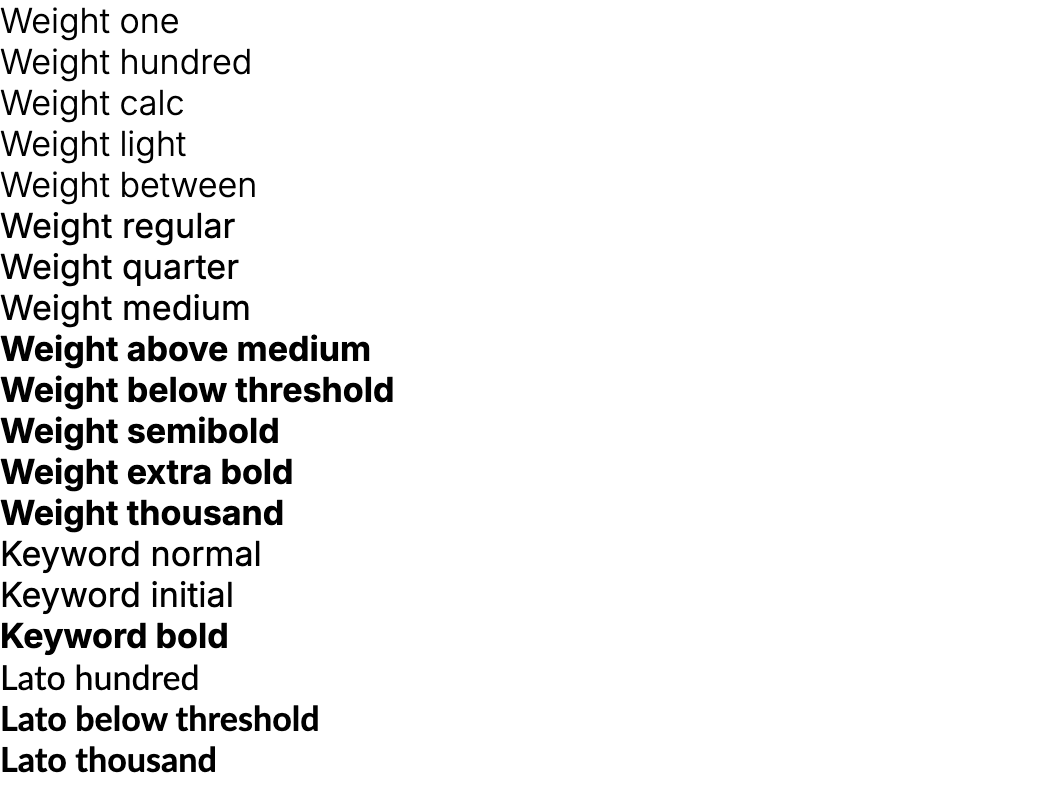 Weight one
Weight hundred
Weight calc
Weight light
Weight between
Weight regular
Weight quarter
Weight medium
Weight above medium
Weight below threshold
Weight semibold
Weight extra bold
Weight thousand
Keyword normal
Keyword initial
Keyword bold
Lato hundred
Lato below threshold
Lato thousand